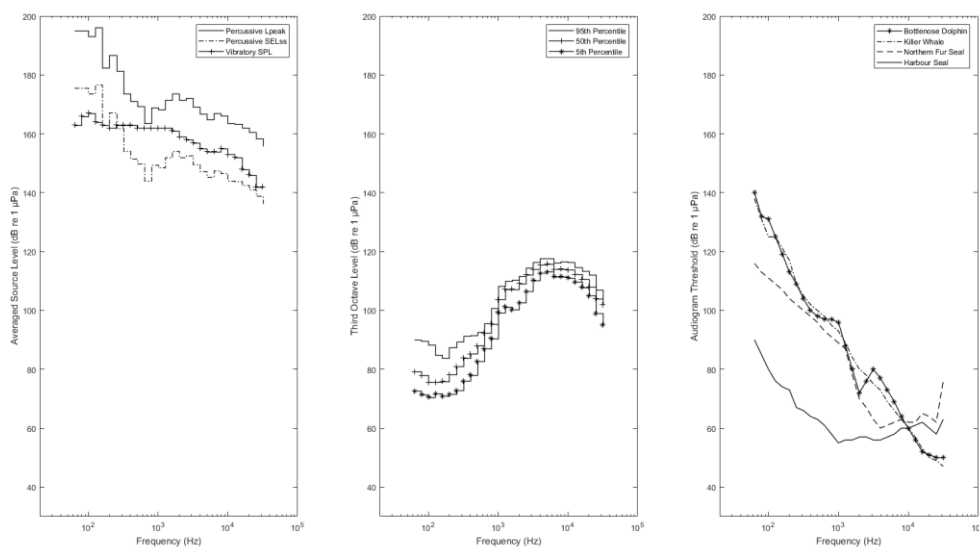 200
180
160
140
120
100
80
60
40
10²
10³
10⁴
10⁵
Frequency (Hz)
Averaged Source Level (dB re 1 µPa)
Percussive Lpeak
Percussive SELss
Vibratory SPL
200
180
160
140
120
100
80
60
40
10²
10³
10⁴
10⁵
Frequency (Hz)
Third Octave Level (dB re 1 µPa)
95th Percentile
50th Percentile
5th Percentile
200
180
160
140
120
100
80
60
40
10²
10³
10⁴
10⁵
Frequency (Hz)
Audiogram Threshold (dB re 1 µPa)
Bottlenose Dolphin
Killer Whale
Northern Fur Seal
Harbour Seal